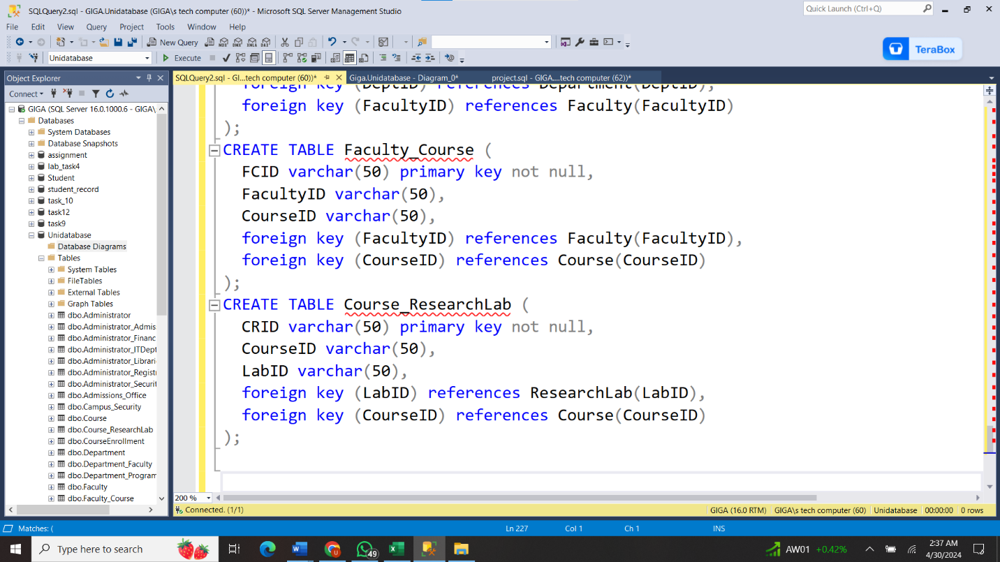 SQLQuery2.sql - GIGA.Unidatabase (GIGA\s tech computer (60))* - Microsoft SQL Server Management Studio
Quick Launch (Ctrl+Q)
File Edit View Query Project Tools Window Help
New Query
Unidatabase
Execute
TeraBox
Object Explorer
SQLQuery2.sql - GI...tech computer (60))*
Giga.Unidatabase - Diagram_0*
project.sql - GIGA....tech computer (62))*
Connect
GIGA (SQL Server 16.0.1000.6 - GIGA\
Databases
System Databases
Database Snapshots
assignment
lab_task4
Student
student_record
task_10
task12
task9
Unidatabase
Database Diagrams
Tables
System Tables
FileTables
External Tables
Graph Tables
dbo.Administrator
dbo.Administrator_Admis
dbo.Administrator_Financ
dbo.Administrator_ITDept
dbo.Administrator_Librari
dbo.Administrator_Registr
dbo.Administrator_Securit
dbo.Admissions_Office
dbo.Campus_Security
dbo.Course
dbo.Course_ResearchLab
dbo.CourseEnrollment
dbo.Department
dbo.Department_Faculty
dbo.Department_Program
dbo.Faculty
dbo.Faculty_Course
foreign key (DeptID) references Department(DeptID),
foreign key (FacultyID) references Faculty(FacultyID)
);
CREATE TABLE Faculty_Course (
FCID varchar(50) primary key not null,
FacultyID varchar(50),
CourseID varchar(50),
foreign key (FacultyID) references Faculty(FacultyID),
foreign key (CourseID) references Course(CourseID)
);
CREATE TABLE Course_ResearchLab (
CRID varchar(50) primary key not null,
CourseID varchar(50),
LabID varchar(50),
foreign key (LabID) references ResearchLab(LabID),
foreign key (CourseID) references Course(CourseID)
);
200 %
Connected. (1/1)
GIGA (16.0 RTM) GIGA\s tech computer (60) Unidatabase 00:00:00 0 rows
Matches: (
Ln 227 Col 1 Ch 1 INS
Type here to search
49
AW01 +0.42%
2:37 AM
4/30/2024